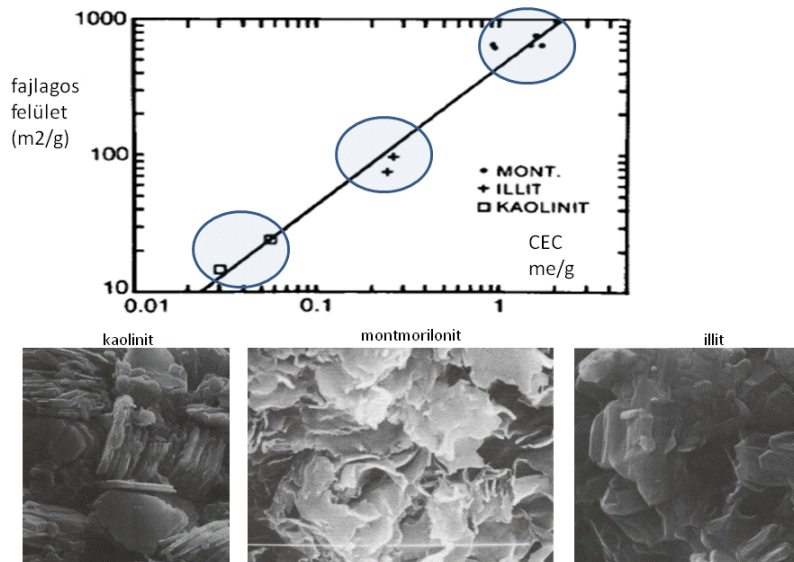 1000
fajlagos
felület
(m2/g)
100
• MONT.
+ ILLIT
□ KAOLINIT
CEC
me/g
10
0.01 0.1 1
kaolinit montmorilonit illit